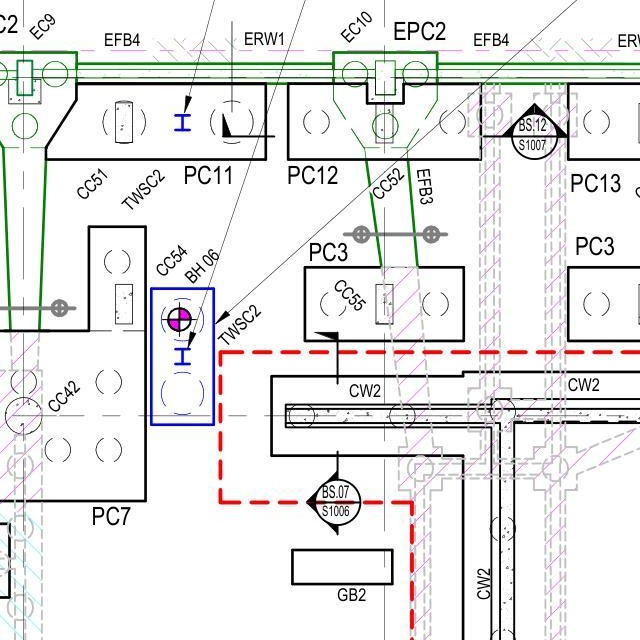 C2
EC9
EFB4
ERW1
EC10
EPC2
EFB4
ERW
CC51
TWSC2
PC11
PC12
CC52
EFB3
BS.12
S1007
PC13
CC54
BH 06
TWSC2
PC3
CC55
PC3
CC42
CW2
CW2
PC7
BS.07
S1006
GB2
CW2